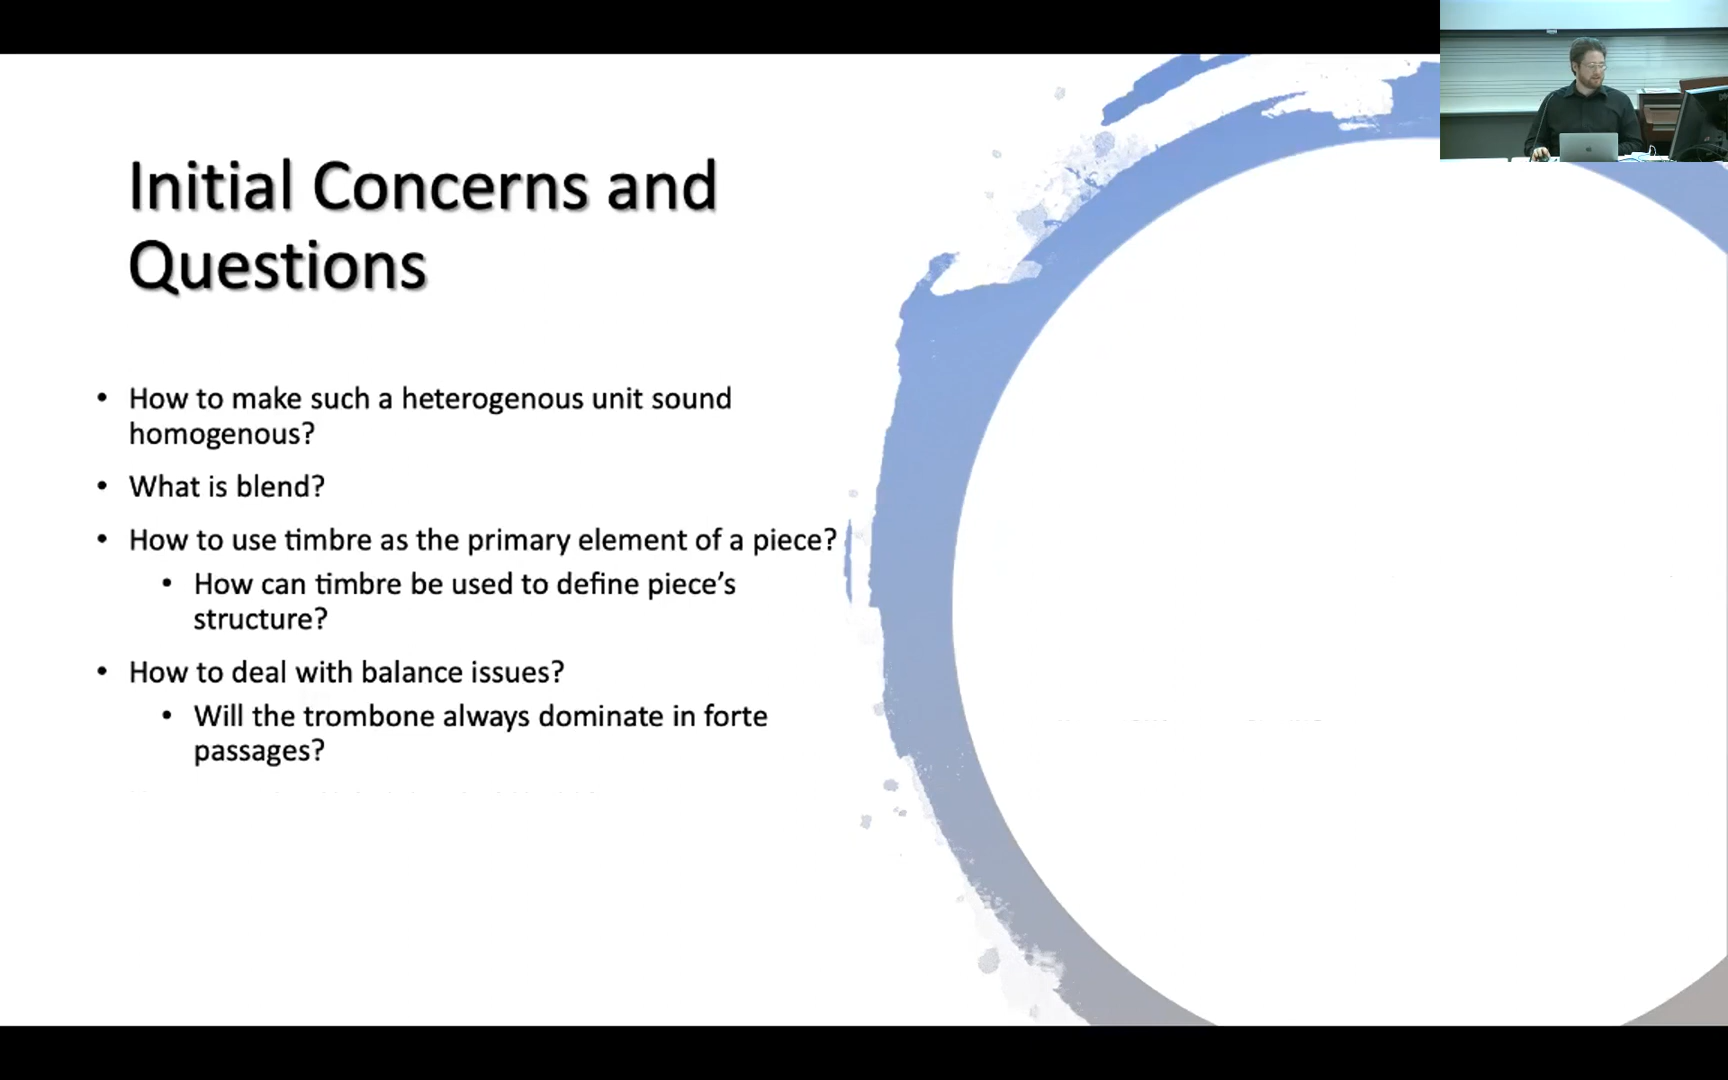 Initial Concerns and
Questions
• How to make such a heterogenous unit sound
homogenous?
• What is blend?
• How to use timbre as the primary element of a piece?
• How can timbre be used to define piece’s
structure?
• How to deal with balance issues?
• Will the trombone always dominate in forte
passages?